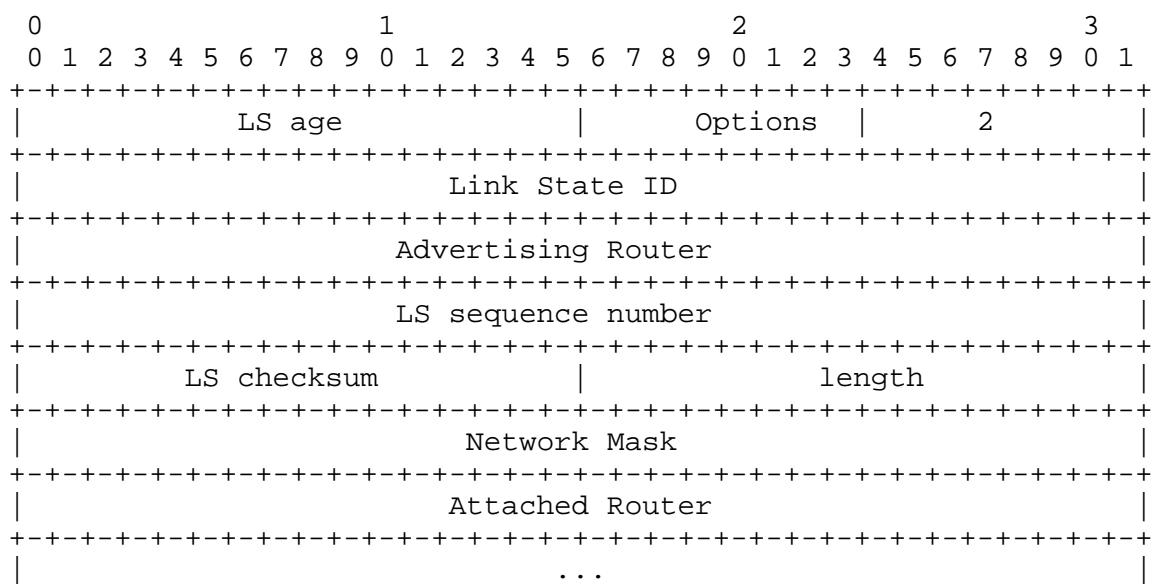 0                   1                   2                   3
 0 1 2 3 4 5 6 7 8 9 0 1 2 3 4 5 6 7 8 9 0 1 2 3 4 5 6 7 8 9 0 1
+-+-+-+-+-+-+-+-+-+-+-+-+-+-+-+-+-+-+-+-+-+-+-+-+-+-+-+-+-+-+-+-+
|            LS age             |      Options  |      2        |
+-+-+-+-+-+-+-+-+-+-+-+-+-+-+-+-+-+-+-+-+-+-+-+-+-+-+-+-+-+-+-+-+
|                        Link State ID                          |
+-+-+-+-+-+-+-+-+-+-+-+-+-+-+-+-+-+-+-+-+-+-+-+-+-+-+-+-+-+-+-+-+
|                     Advertising Router                        |
+-+-+-+-+-+-+-+-+-+-+-+-+-+-+-+-+-+-+-+-+-+-+-+-+-+-+-+-+-+-+-+-+
|                     LS sequence number                        |
+-+-+-+-+-+-+-+-+-+-+-+-+-+-+-+-+-+-+-+-+-+-+-+-+-+-+-+-+-+-+-+-+
|         LS checksum           |             length            |
+-+-+-+-+-+-+-+-+-+-+-+-+-+-+-+-+-+-+-+-+-+-+-+-+-+-+-+-+-+-+-+-+
|                         Network Mask                          |
+-+-+-+-+-+-+-+-+-+-+-+-+-+-+-+-+-+-+-+-+-+-+-+-+-+-+-+-+-+-+-+-+
|                        Attached Router                        |
+-+-+-+-+-+-+-+-+-+-+-+-+-+-+-+-+-+-+-+-+-+-+-+-+-+-+-+-+-+-+-+-+
|                              ...                              |